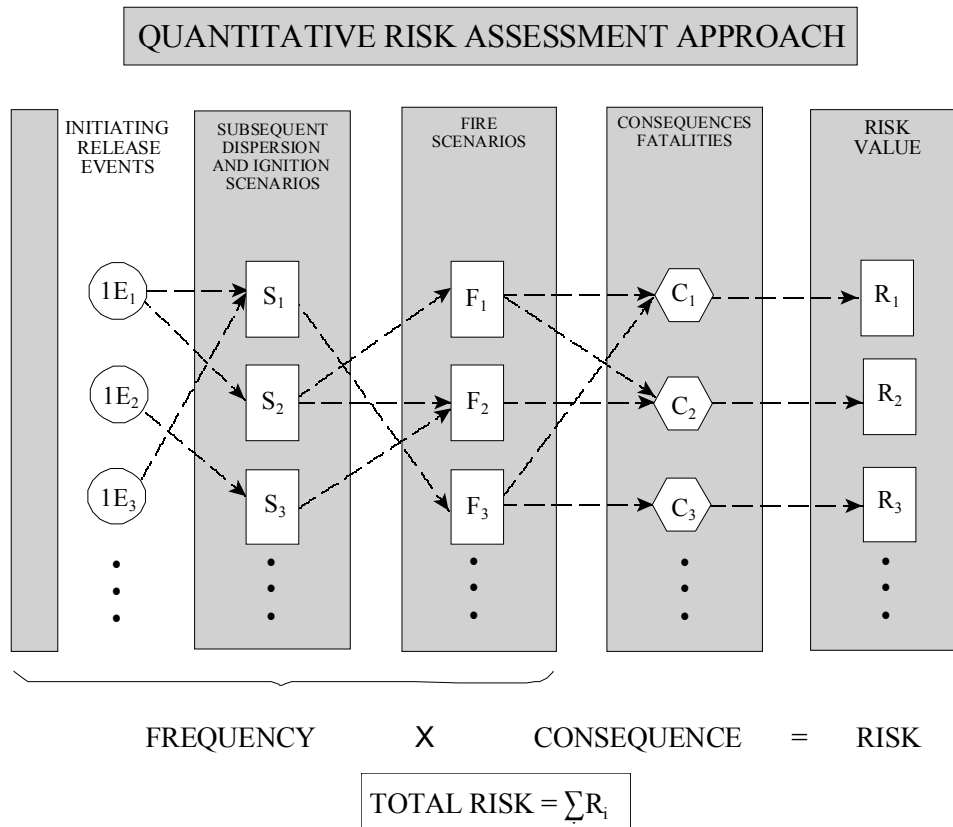 QUANTITATIVE RISK ASSESSMENT APPROACH
INITIATING
RELEASE
EVENTS
SUBSEQUENT
DISPERSION
AND IGNITION
SCENARIOS
FIRE
SCENARIOS
CONSEQUENCES
FATALITIES
RISK
VALUE
1E₁
S₁
F₁
C₁
R₁
1E₂
S₂
F₂
C₂
R₂
1E₃
S₃
F₃
C₃
R₃
FREQUENCY X CONSEQUENCE = RISK
TOTAL RISK = ∑Rᵢ